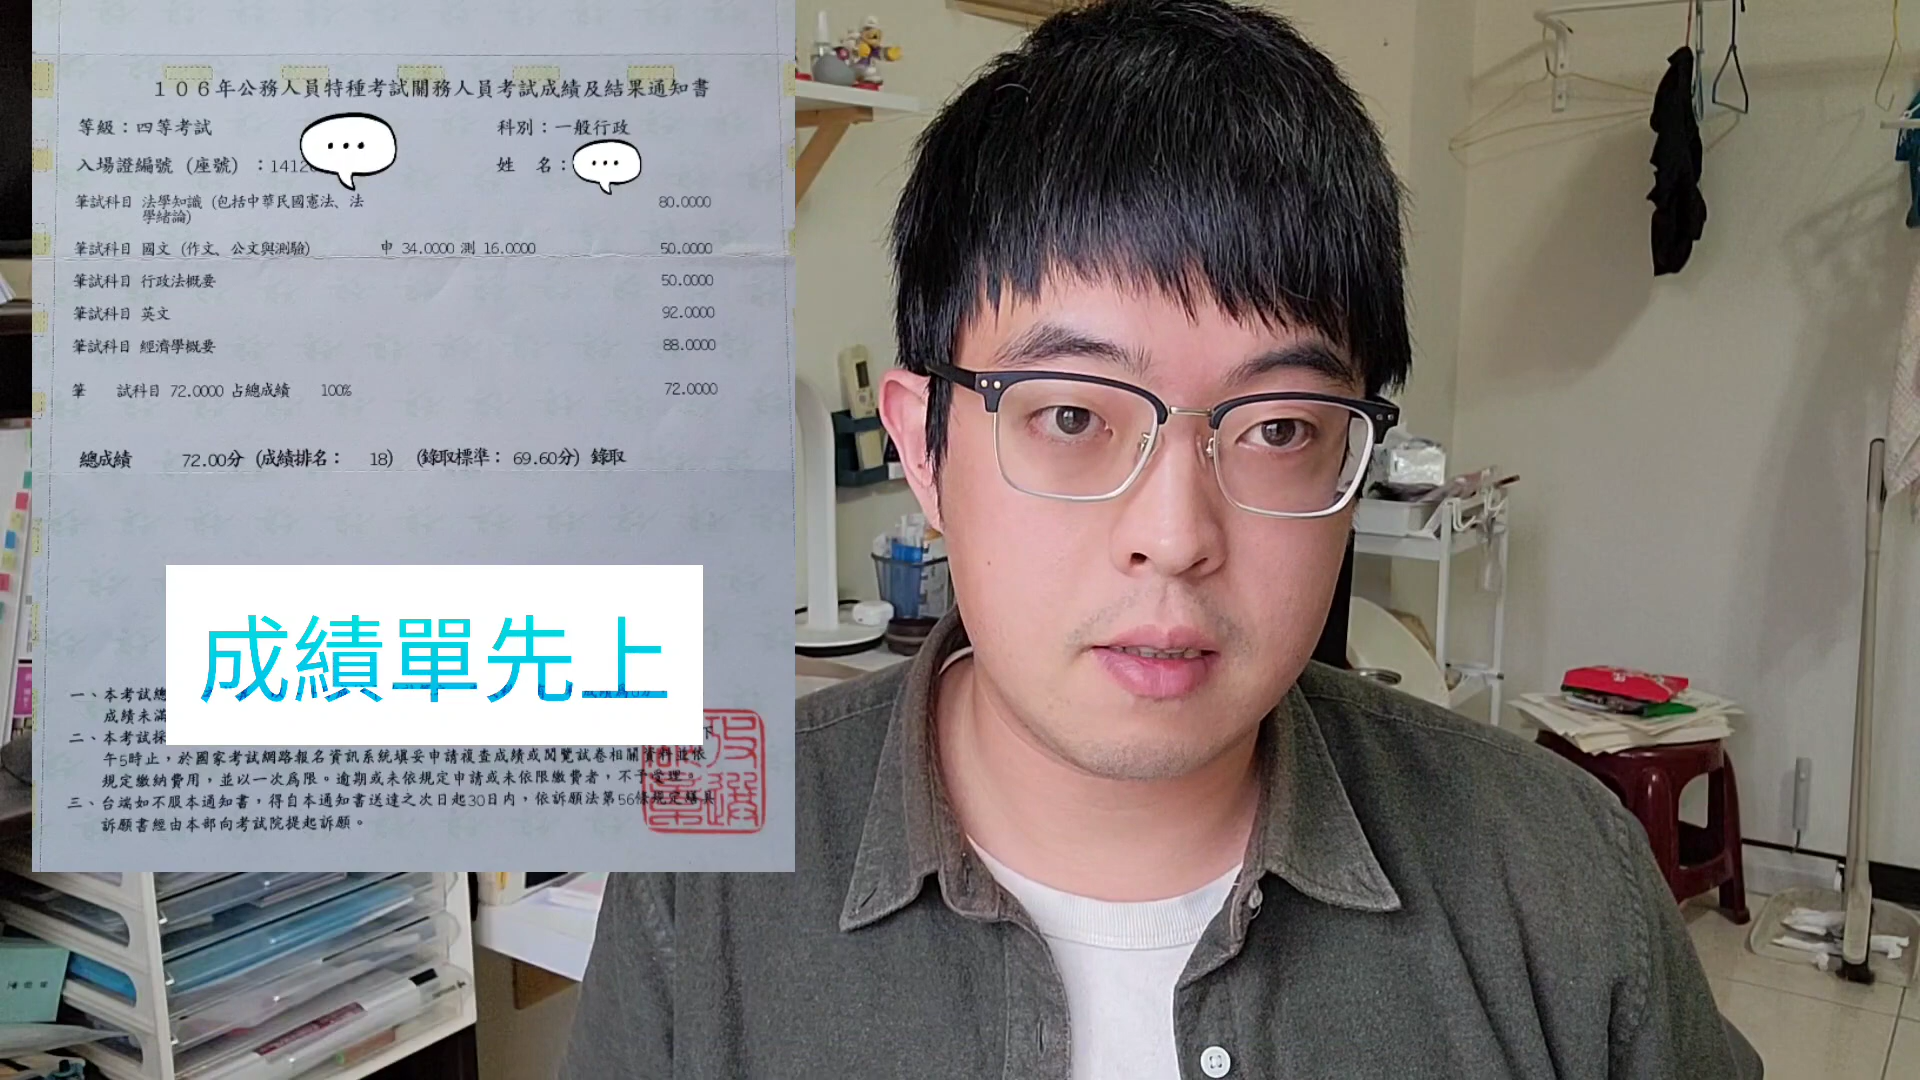 １０６年公務人員特種考試關務人員考試成績及結果通知書
等級：四等考試
科別：一般行政
入場證編號（座號）：1412
姓 名：
筆試科目 法學知識（包括中華民國憲法、法學緒論） 80.0000
筆試科目 國文（作文、公文與測驗） 申 34.0000 測 16.0000 50.0000
筆試科目 行政法概要 50.0000
筆試科目 英文 92.0000
筆試科目 經濟學概要 88.0000
筆 試科目 72.0000 占總成績 100% 72.0000
總成績 72.00分（成績排名： 18）（錄取標準： 69.60分）錄取
成績單先上
一、本考試總
成績未滿
二、本考試採
午5時止，於國家考試網路報名資訊系統填妥申請複查成績或閱覽試卷相關資料並依
規定繳納費用，並以一次為限。逾期或未依規定申請或未依限繳費者，不予受理。
三、台端如不服本通知書，得自本通知書送達之次日起30日內，依訴願法第56條規定繕具
訴願書經由本部向考試院提起訴願。